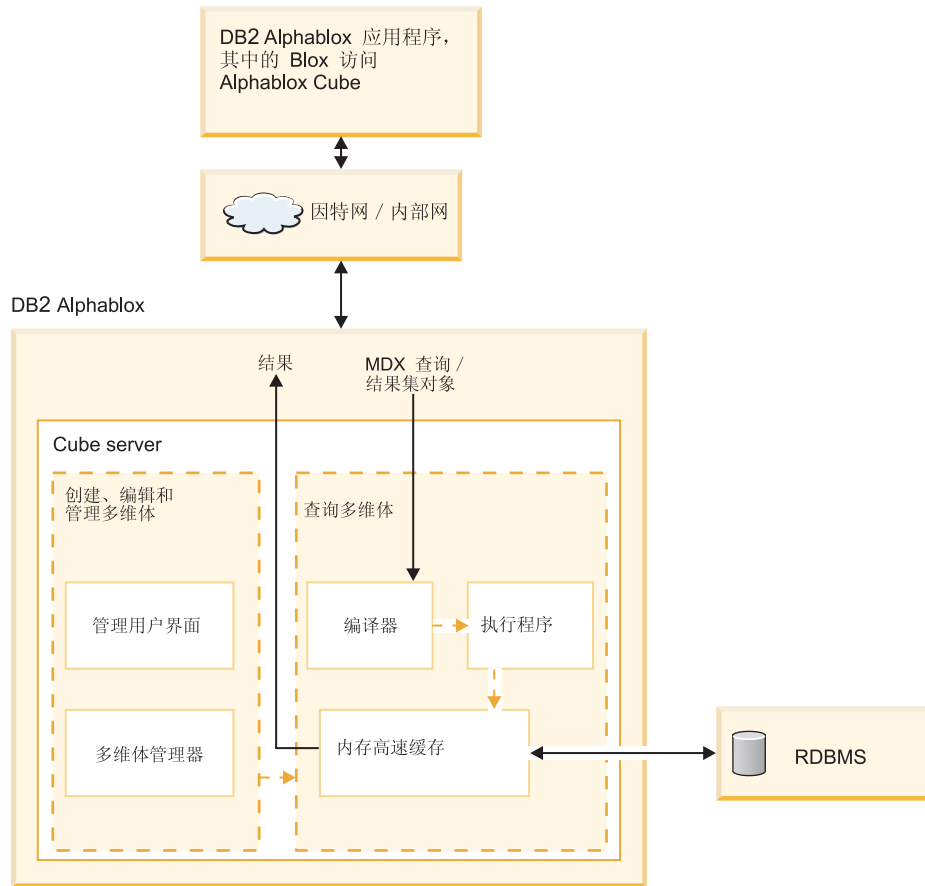 DB2 Alphablox 应用程序，
其中的 Blox 访问
Alphablox Cube
因特网 / 内部网
DB2 Alphablox
结果
MDX 查询 /
结果集对象
Cube server
创建、编辑和
管理多维体
查询多维体
管理用户界面
编译器
执行程序
多维体管理器
内存高速缓存
RDBMS